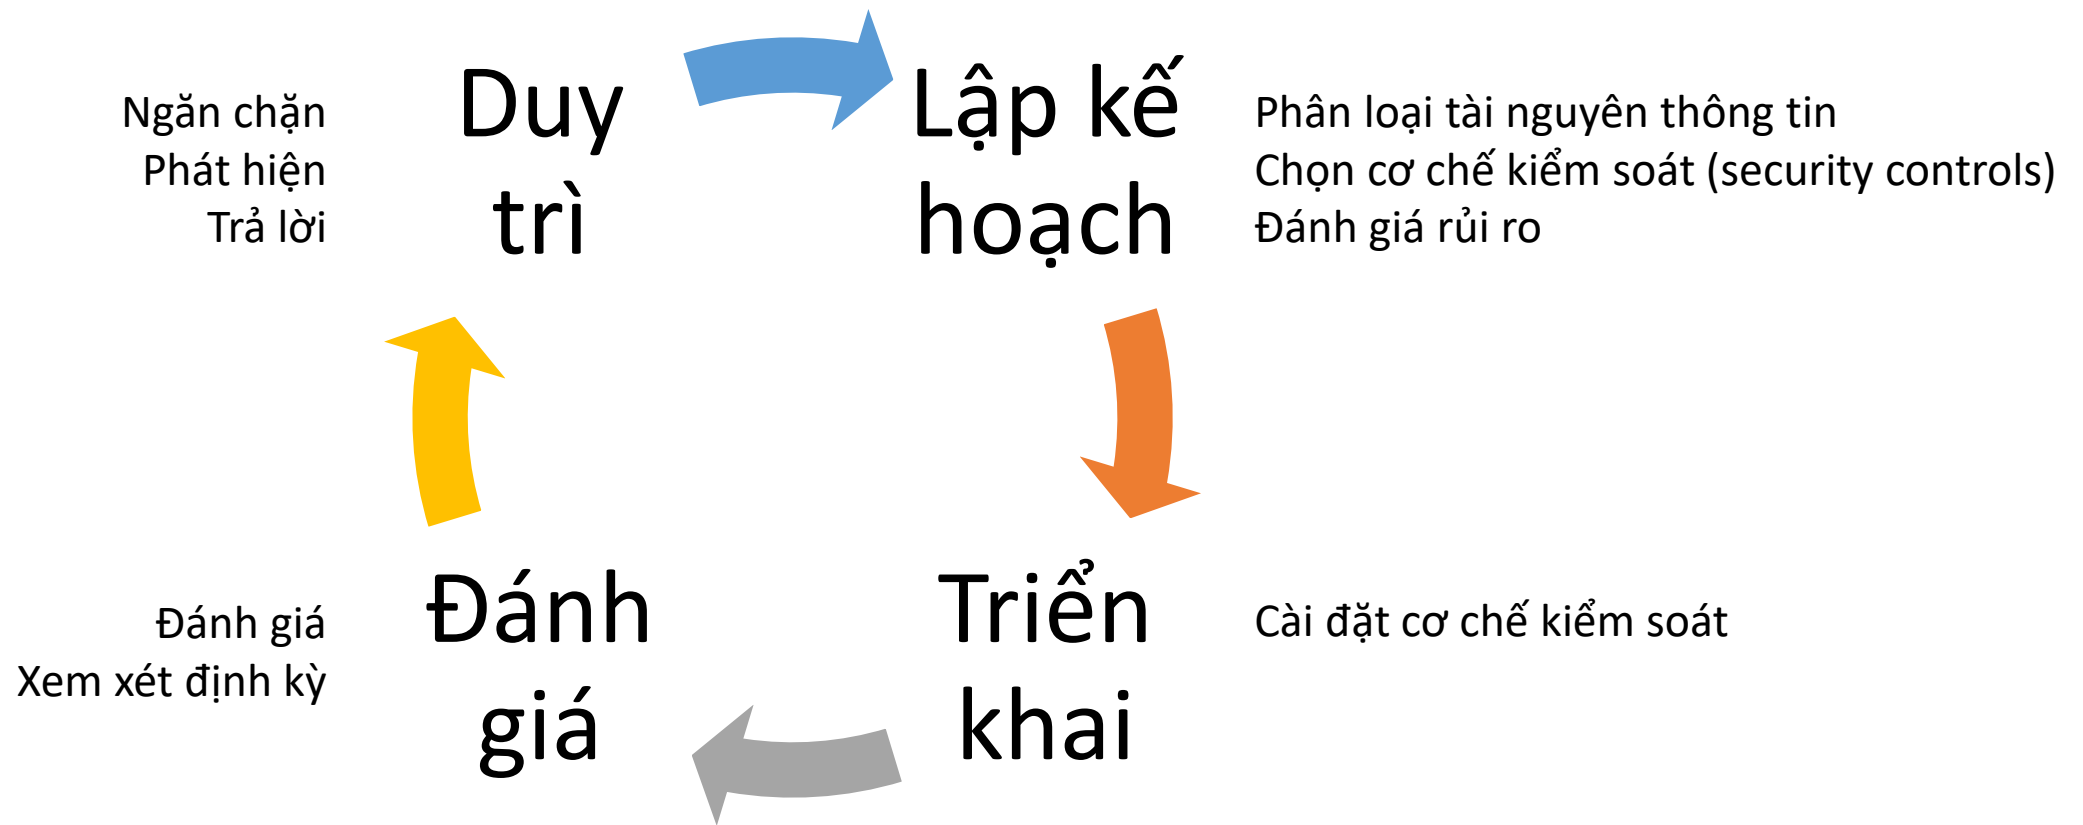 Duy
trì
Ngăn chặn
Phát hiện
Trả lời
Lập kế
hoạch
Phân loại tài nguyên thông tin
Chọn cơ chế kiểm soát (security controls)
Đánh giá rủi ro
Đánh
giá
Đánh giá
Xem xét định kỳ
Triển
khai
Cài đặt cơ chế kiểm soát